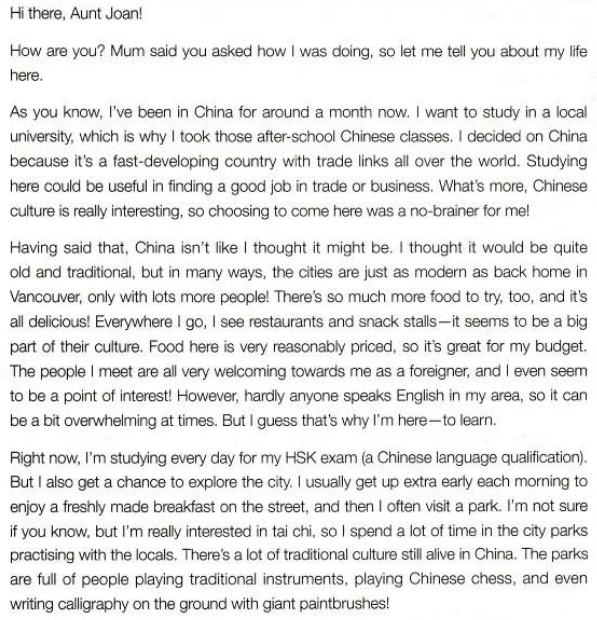 Hi there, Aunt Joan!
How are you? Mum said you asked how I was doing, so let me tell you about my life
here.
As you know, I've been in China for around a month now. I want to study in a local
university, which is why I took those after-school Chinese classes. I decided on China
because it's a fast-developing country with trade links all over the world. Studying
here could be useful in finding a good job in trade or business. What's more, Chinese
culture is really interesting, so choosing to come here was a no-brainer for me!
Having said that, China isn't like I thought it might be. I thought it would be quite
old and traditional, but in many ways, the cities are just as modern as back home in
Vancouver, only with lots more people! There's so much more food to try, too, and it's
all delicious! Everywhere I go, I see restaurants and snack stalls—it seems to be a big
part of their culture. Food here is very reasonably priced, so it's great for my budget.
The people I meet are all very welcoming towards me as a foreigner, and I even seem
to be a point of interest! However, hardly anyone speaks English in my area, so it can
be a bit overwhelming at times. But I guess that's why I'm here—to learn.
Right now, I'm studying every day for my HSK exam (a Chinese language qualification).
But I also get a chance to explore the city. I usually get up extra early each morning to
enjoy a freshly made breakfast on the street, and then I often visit a park. I'm not sure
if you know, but I'm really interested in tai chi, so I spend a lot of time in the city parks
practising with the locals. There's a lot of traditional culture still alive in China. The parks
are full of people playing traditional instruments, playing Chinese chess, and even
writing calligraphy on the ground with giant paintbrushes!